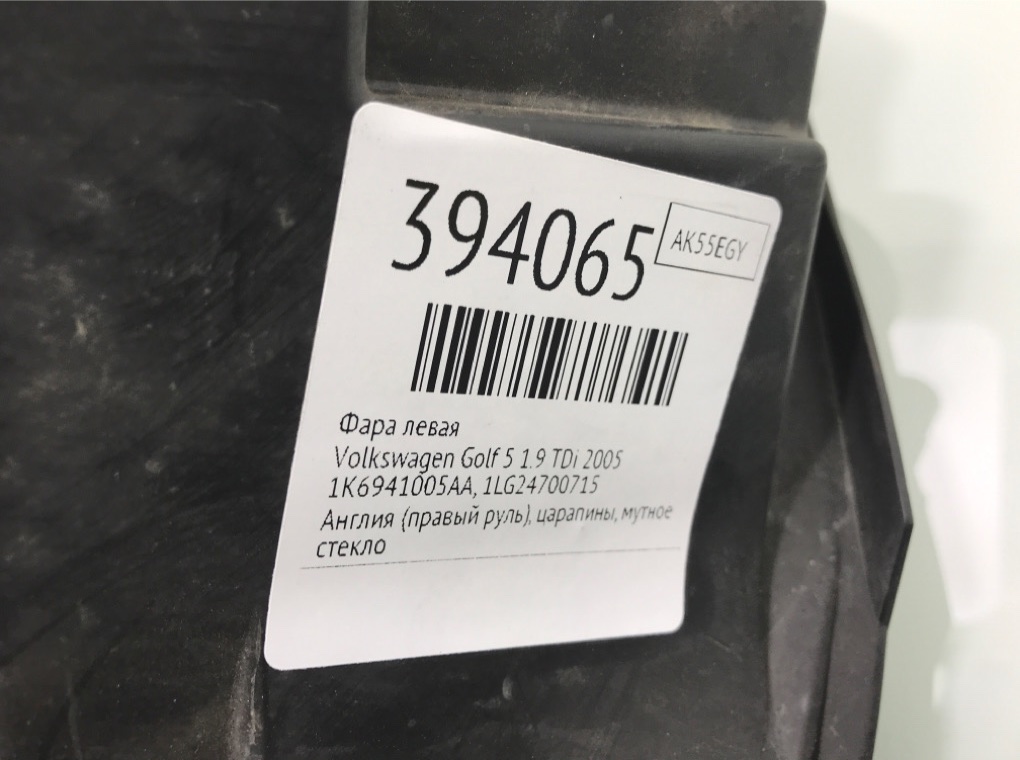 394065
AK55EGY
Фара левая
Volkswagen Golf 5 1.9 TDi 2005
1K6941005AA, 1LG24700715
Англия (правый руль), царапины, мутное
стекло